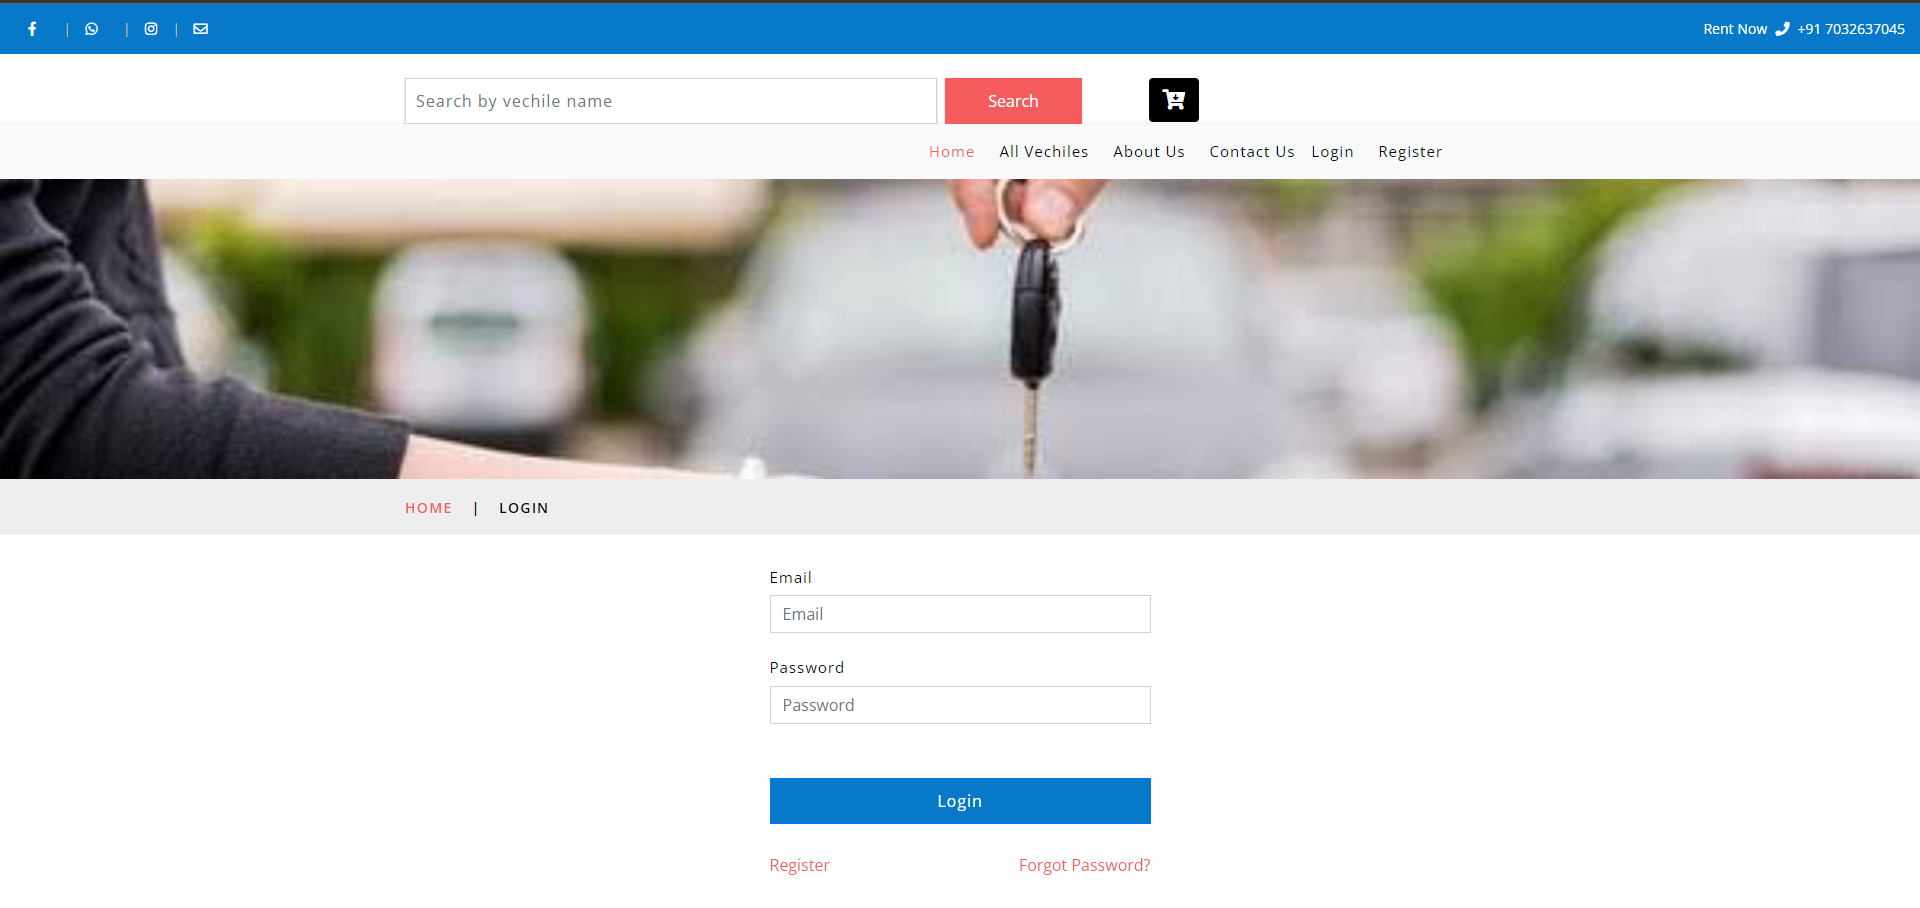 | | | Rent Now +91 7032637045
Search by vechile name Search
Home All Vechiles About Us Contact Us Login Register
HOME | LOGIN
Email
Email
Password
Password
Login
Register Forgot Password?